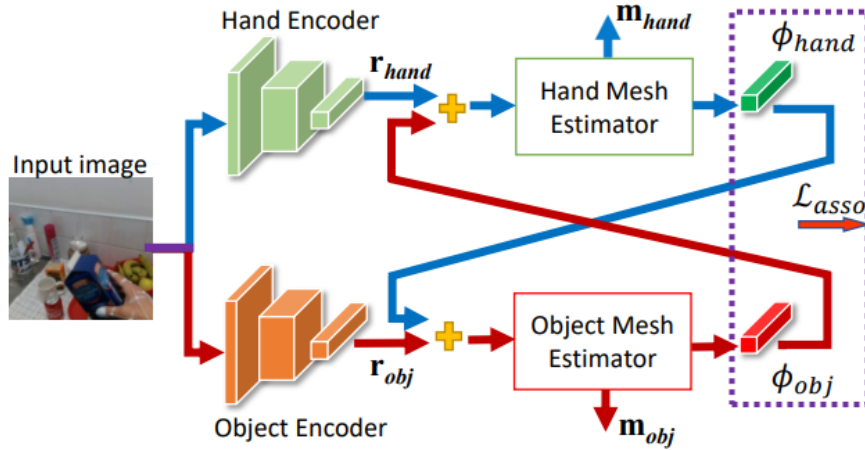 Hand Encoder
m_hand
ϕ_hand
r_hand
Hand Mesh
Estimator
Input image
ℒ_asso
r_obj
Object Mesh
Estimator
ϕ_obj
Object Encoder
m_obj